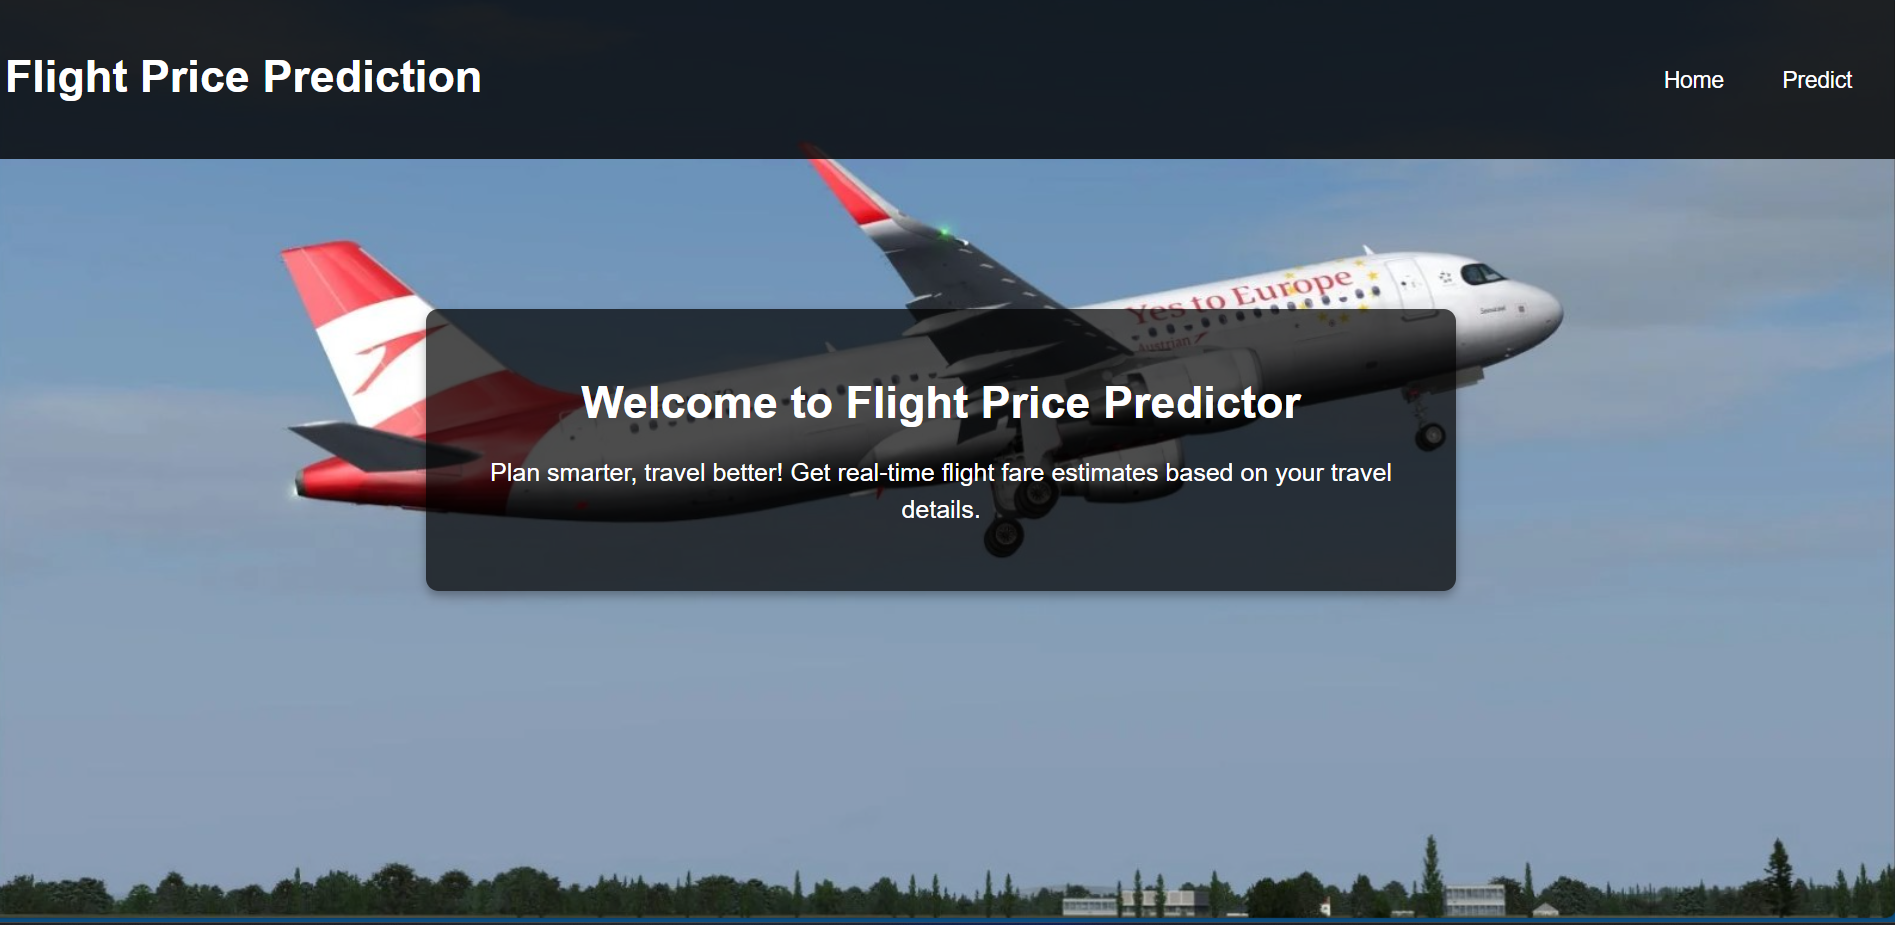 Flight Price Prediction
Home
Predict
Yes to Europe
Austrian
Welcome to Flight Price Predictor
Plan smarter, travel better! Get real-time flight fare estimates based on your travel
details.